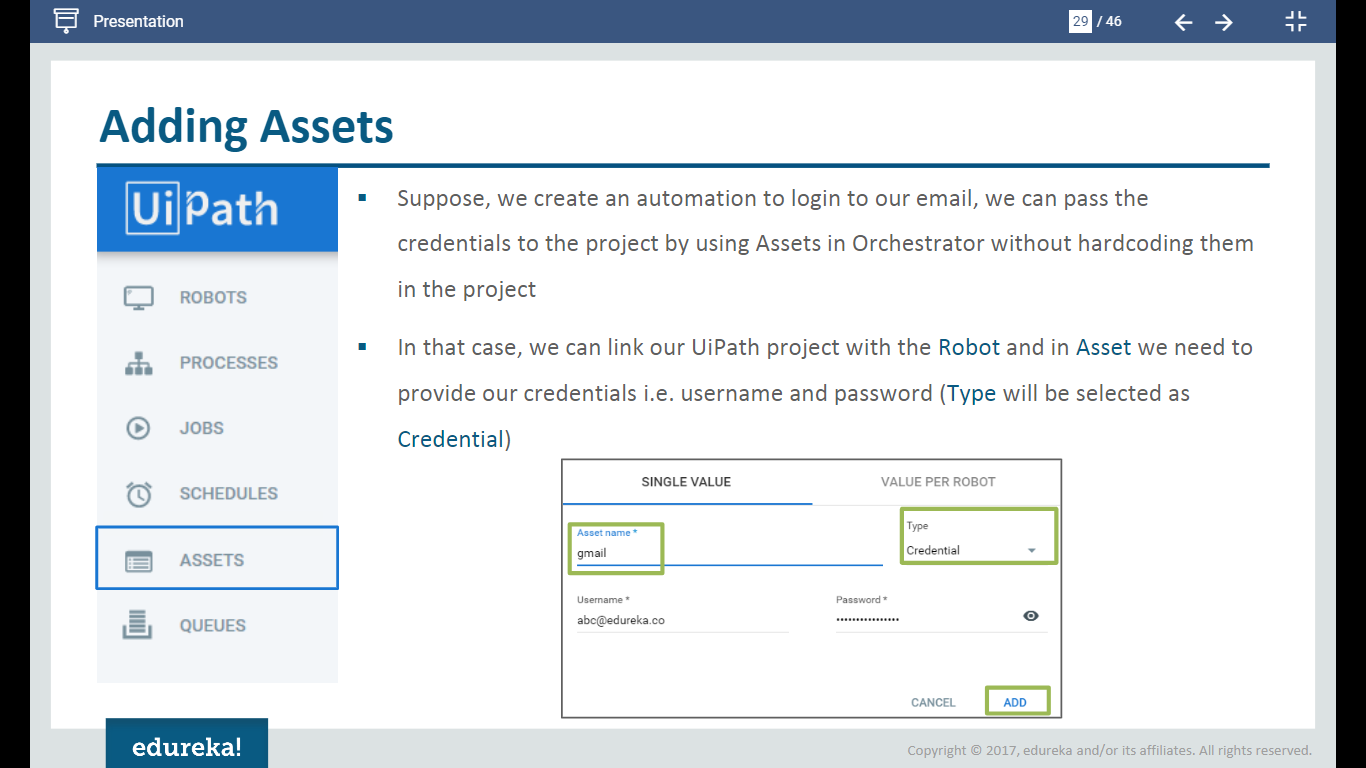 Presentation
29 / 46
Adding Assets
UiPath
ROBOTS
PROCESSES
JOBS
SCHEDULES
ASSETS
QUEUES
▪ Suppose, we create an automation to login to our email, we can pass the
credentials to the project by using Assets in Orchestrator without hardcoding them
in the project
▪ In that case, we can link our UiPath project with the Robot and in Asset we need to
provide our credentials i.e. username and password (Type will be selected as
Credential)
SINGLE VALUE VALUE PER ROBOT
Asset name *
gmail
Type
Credential
Username *
abc@edureka.co
Password *
••••••••••••••••
CANCEL ADD
edureka!
Copyright © 2017, edureka and/or its affiliates. All rights reserved.